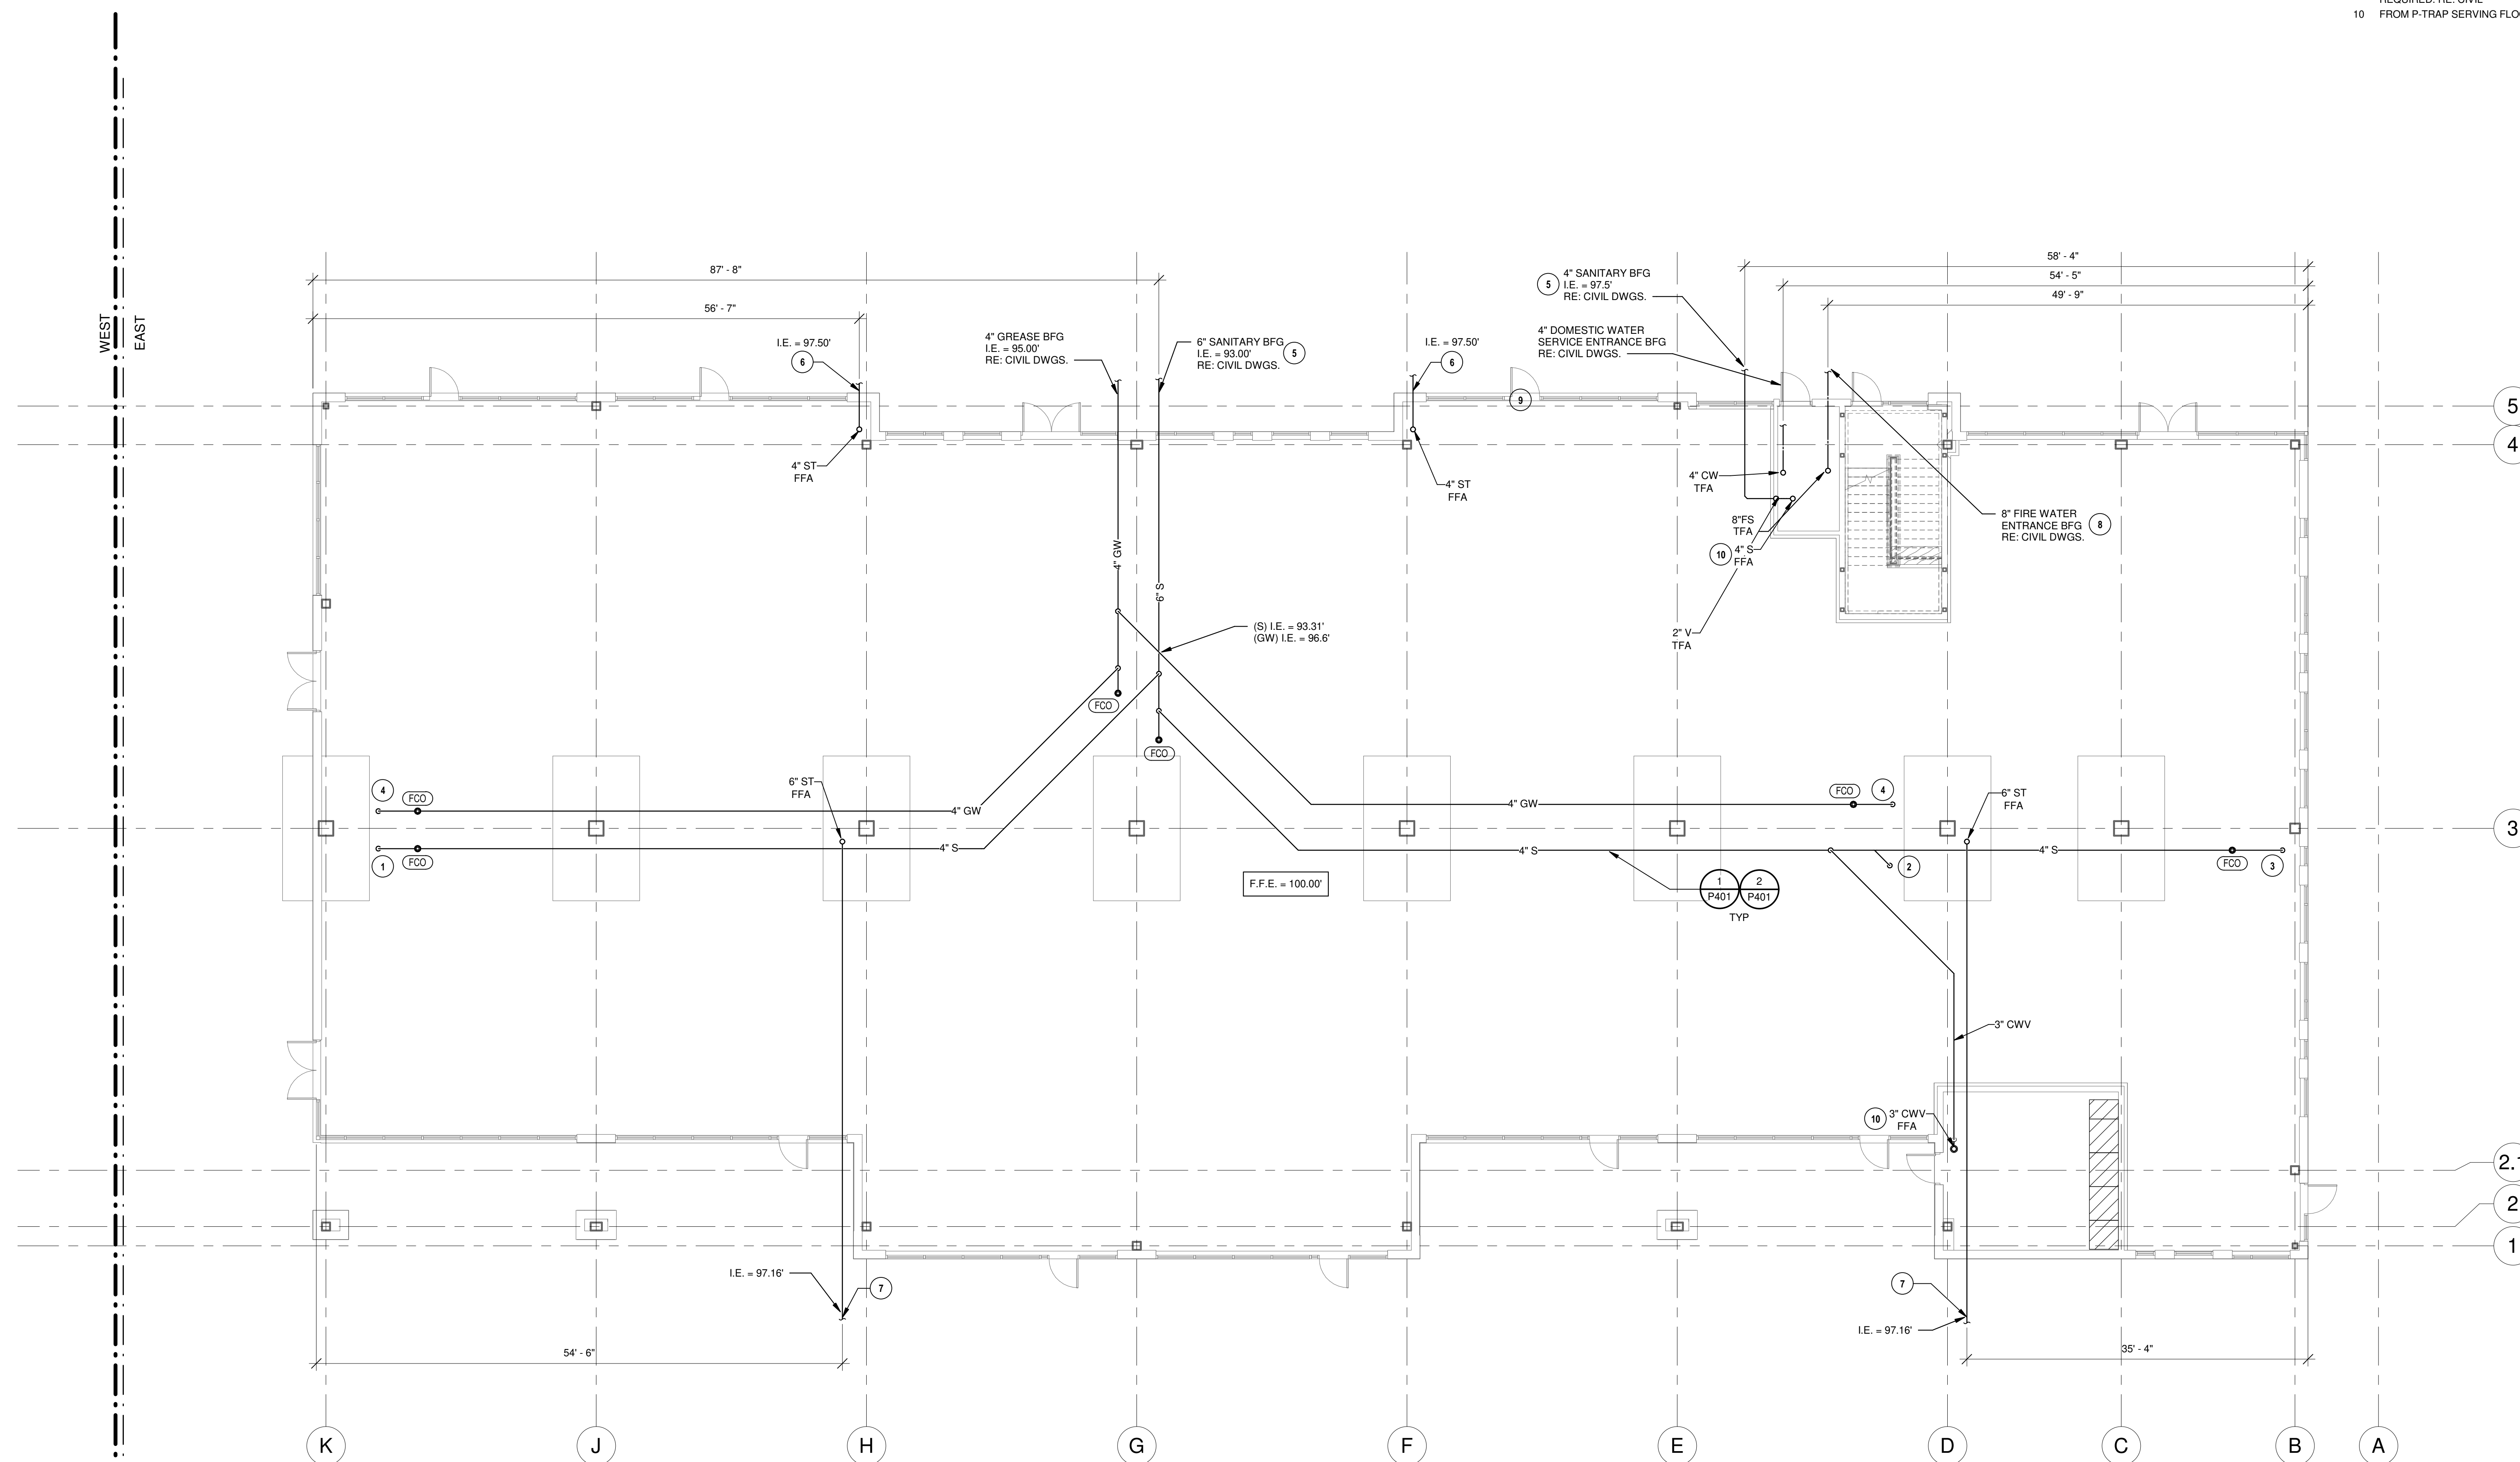 REQUIRED. RE: CIVIL
10 FROM P-TRAP SERVING
WEST
EAST
87' - 8"
56' - 7"
58' - 4"
54' - 5"
49' - 9"
I.E. = 97.50'
6
4" GREASE BFG
I.E. = 95.00'
RE: CIVIL DWGS.
6" SANITARY BFG
I.E. = 93.00'
RE: CIVIL DWGS.
5
I.E. = 97.50'
6
5
4" SANITARY BFG
I.E. = 97.5'
RE: CIVIL DWGS.
4" DOMESTIC WATER
SERVICE ENTRANCE BFG
RE: CIVIL DWGS.
9
5
4
4" ST
FFA
4" ST
FFA
4" CW
TFA
8"FS
TFA
10
4" S
FFA
2" V
TFA
8" FIRE WATER
ENTRANCE BFG
RE: CIVIL DWGS.
8
4" GW
6" S
(S) I.E. = 93.31'
(GW) I.E. = 96.6'
FCO
FCO
4
FCO
6" ST
FFA
4" GW
4" GW
FCO
4
6" ST
FFA
3
1
FCO
4" S
4" S
2
4" S
FCO
3
F.F.E. = 100.00'
1
P401
2
P401
TYP
3" CWV
10
3" CWV
FFA
2.
2
1
I.E. = 97.16'
7
7
I.E. = 97.16'
54' - 6"
35' - 4"
K
J
H
G
F
E
D
C
B
A